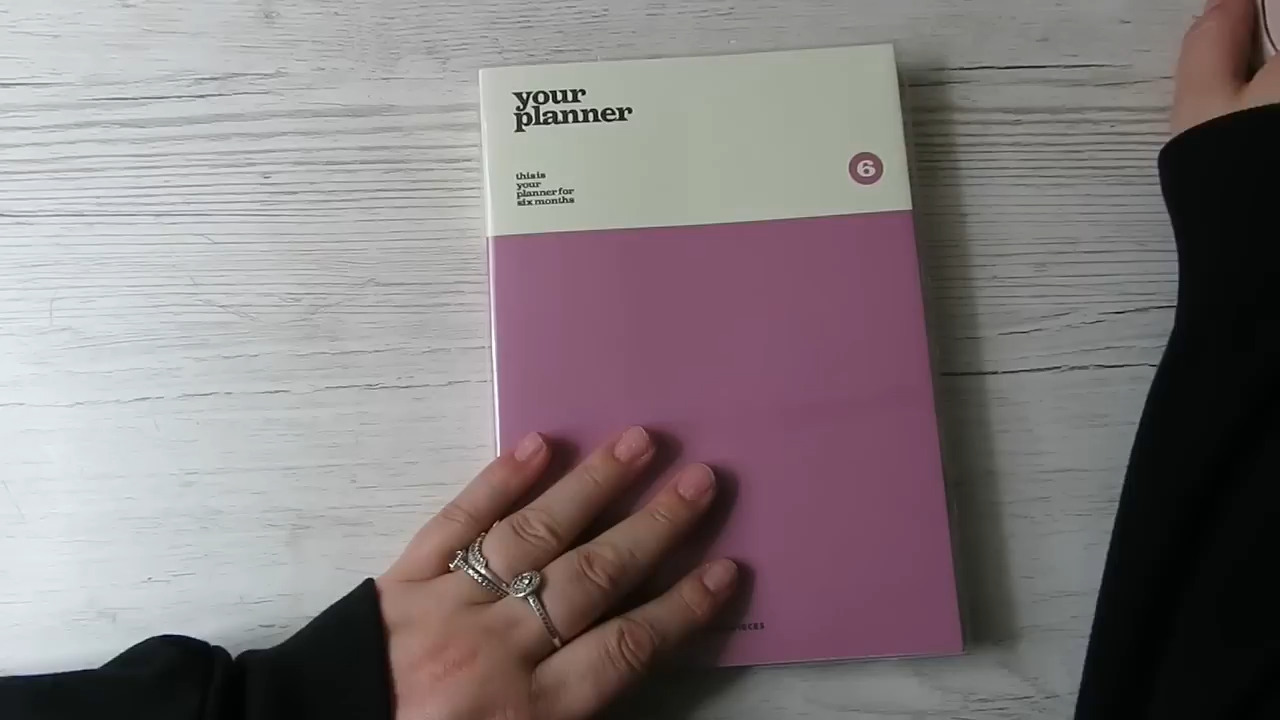 your
planner
this is
your
planner for
six months
6